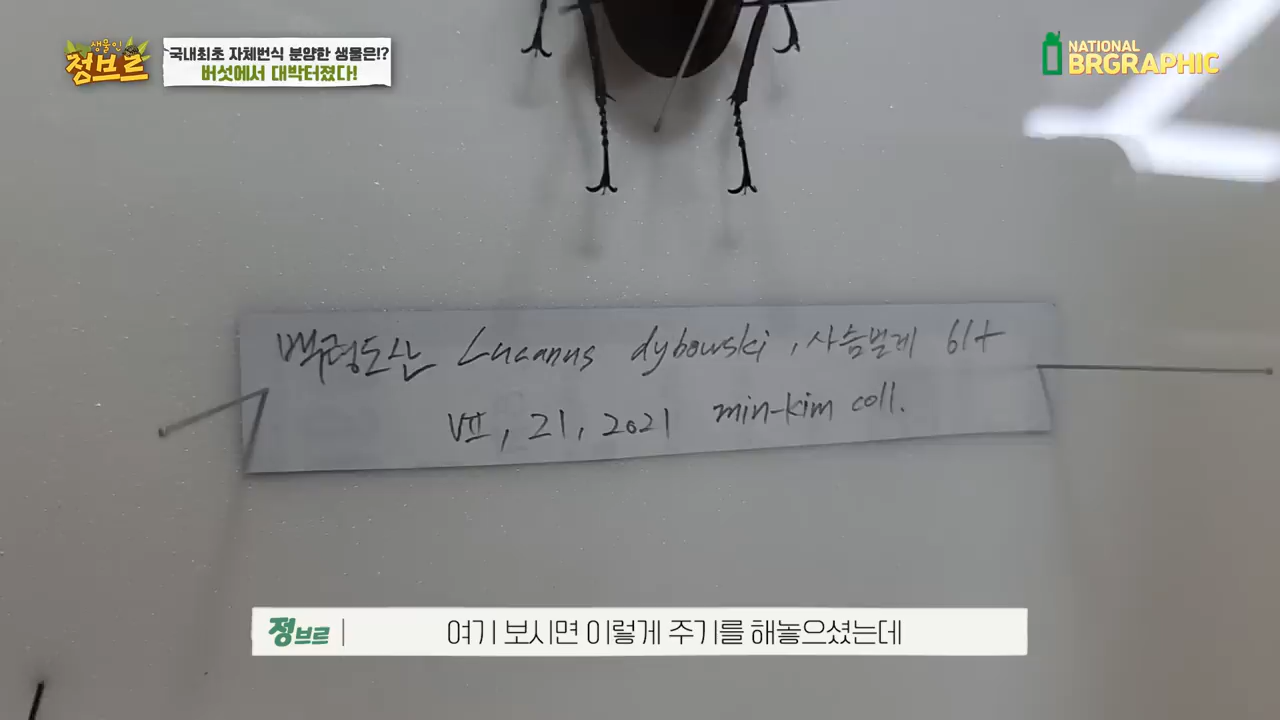 생물인
정브르
국내최초 자체번식 분양한 생물은!?
버섯에서 대박터졌다!
NATIONAL
BRGRAPHIC
백령도산 Lucanus dybowski, 사슴벌레 61+
VII, 21, 2021 min-kim coll.
정브르
여기 보시면 이렇게 주기를 해놓으셨는데